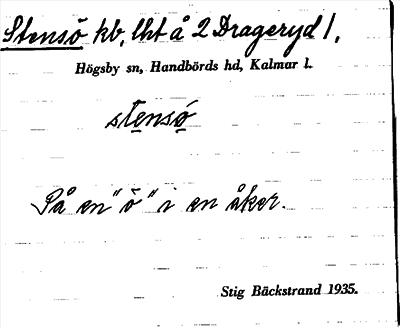 Stensö kb, lht å 2 Drageryd 1,
Högsby sn, Handbörds hd, Kalmar l.
stensö
På en "ö" i en åker.
Stig Bäckstrand 1935.